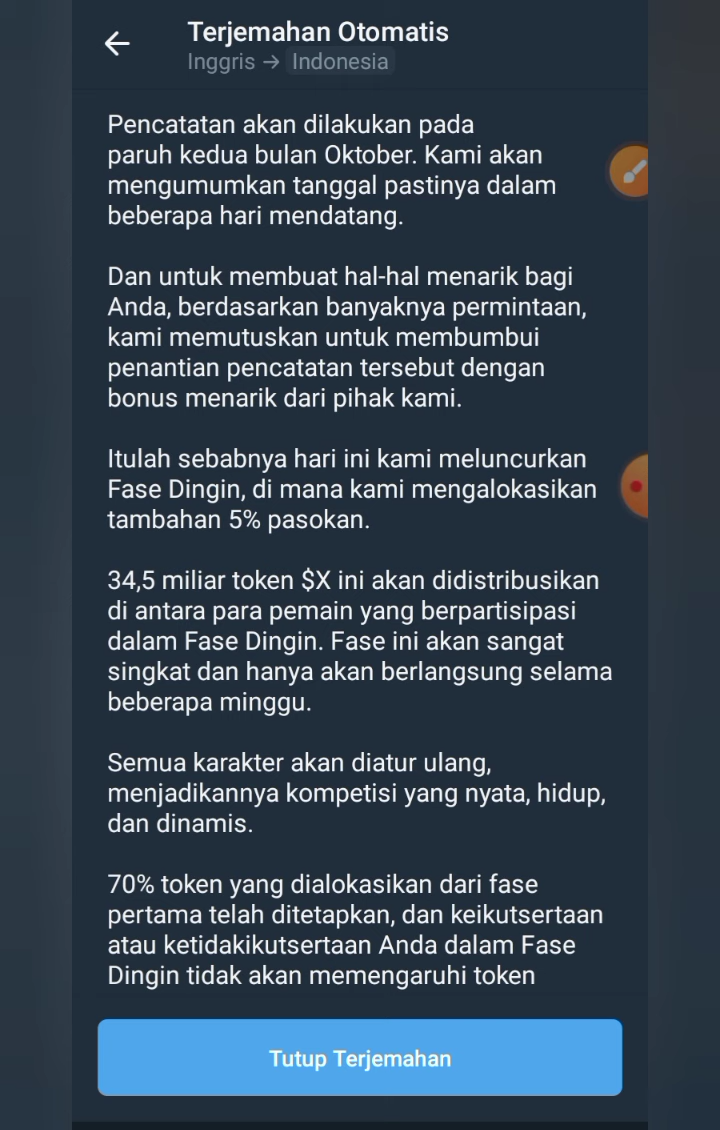 Terjemahan Otomatis
Inggris → Indonesia
Pencatatan akan dilakukan pada
paruh kedua bulan Oktober. Kami akan
mengumumkan tanggal pastinya dalam
beberapa hari mendatang.
Dan untuk membuat hal-hal menarik bagi
Anda, berdasarkan banyaknya permintaan,
kami memutuskan untuk membumbui
penantian pencatatan tersebut dengan
bonus menarik dari pihak kami.
Itulah sebabnya hari ini kami meluncurkan
Fase Dingin, di mana kami mengalokasikan
tambahan 5% pasokan.
34,5 miliar token $X ini akan didistribusikan
di antara para pemain yang berpartisipasi
dalam Fase Dingin. Fase ini akan sangat
singkat dan hanya akan berlangsung selama
beberapa minggu.
Semua karakter akan diatur ulang,
menjadikannya kompetisi yang nyata, hidup,
dan dinamis.
70% token yang dialokasikan dari fase
pertama telah ditetapkan, dan keikutsertaan
atau ketidakikutsertaan Anda dalam Fase
Dingin tidak akan memengaruhi token
Tutup Terjemahan